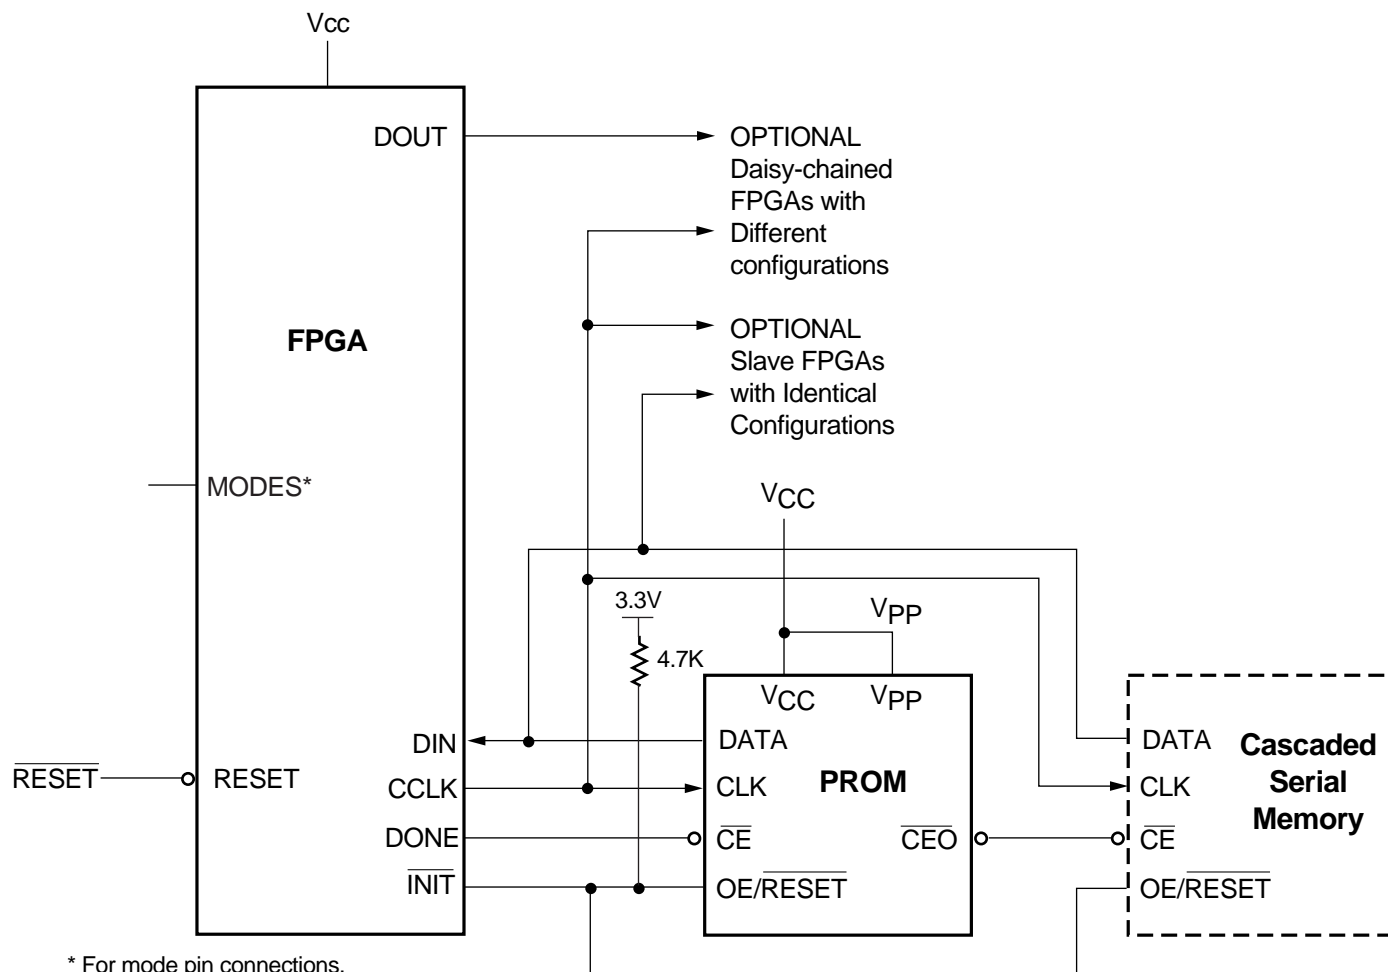 Vcc
DOUT
OPTIONAL
Daisy-chained
FPGAs with
Different
configurations
FPGA
OPTIONAL
Slave FPGAs
with Identical
Configurations
MODES*
VCC
3.3V
4.7K
VPP
VCC
VPP
DIN
DATA
DATA
Cascaded
Serial
Memory
RESET
RESET
CCLK
CLK
PROM
CLK
DONE
CE
CEO
CE
INIT
OE/RESET
OE/RESET
* For mode pin connections,